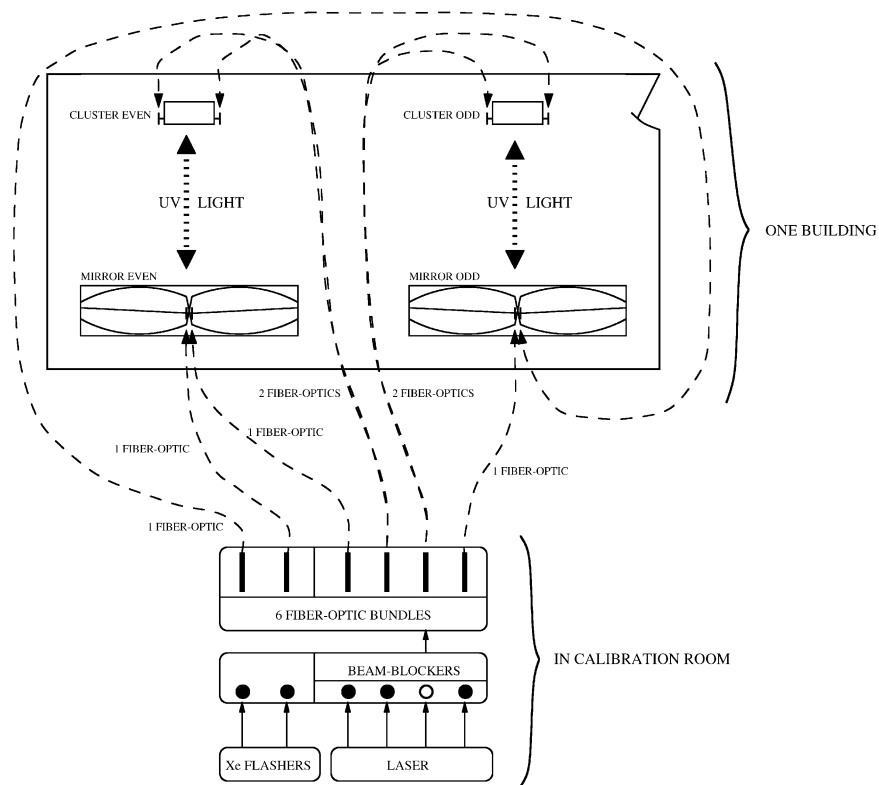 CLUSTER EVEN
CLUSTER ODD
UV LIGHT
UV LIGHT
ONE BUILDING
MIRROR EVEN
MIRROR ODD
2 FIBER-OPTICS
2 FIBER-OPTICS
1 FIBER-OPTIC
1 FIBER-OPTIC
1 FIBER-OPTIC
1 FIBER-OPTIC
6 FIBER-OPTIC BUNDLES
IN CALIBRATION ROOM
BEAM-BLOCKERS
Xe FLASHERS
LASER